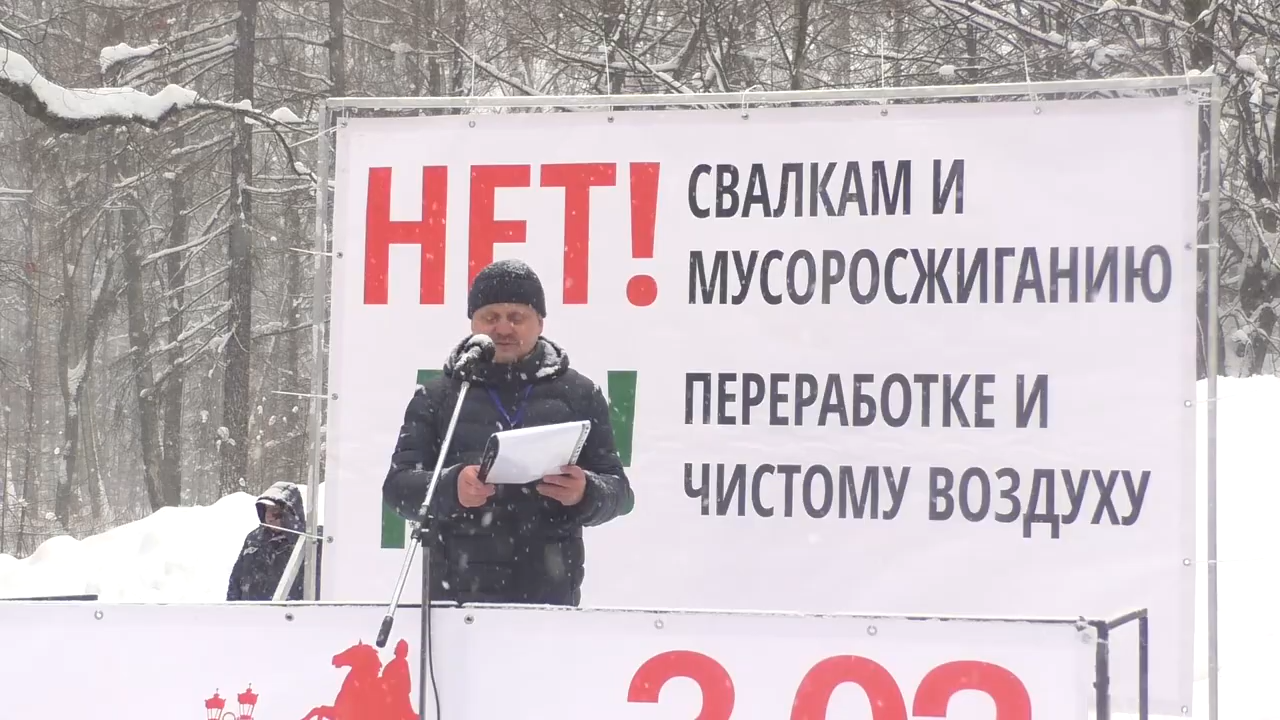 НЕТ!
СВАЛКАМ И
МУСОРОСЖИГАНИЮ
ПЕРЕРАБОТКЕ И
ЧИСТОМУ ВОЗДУХУ